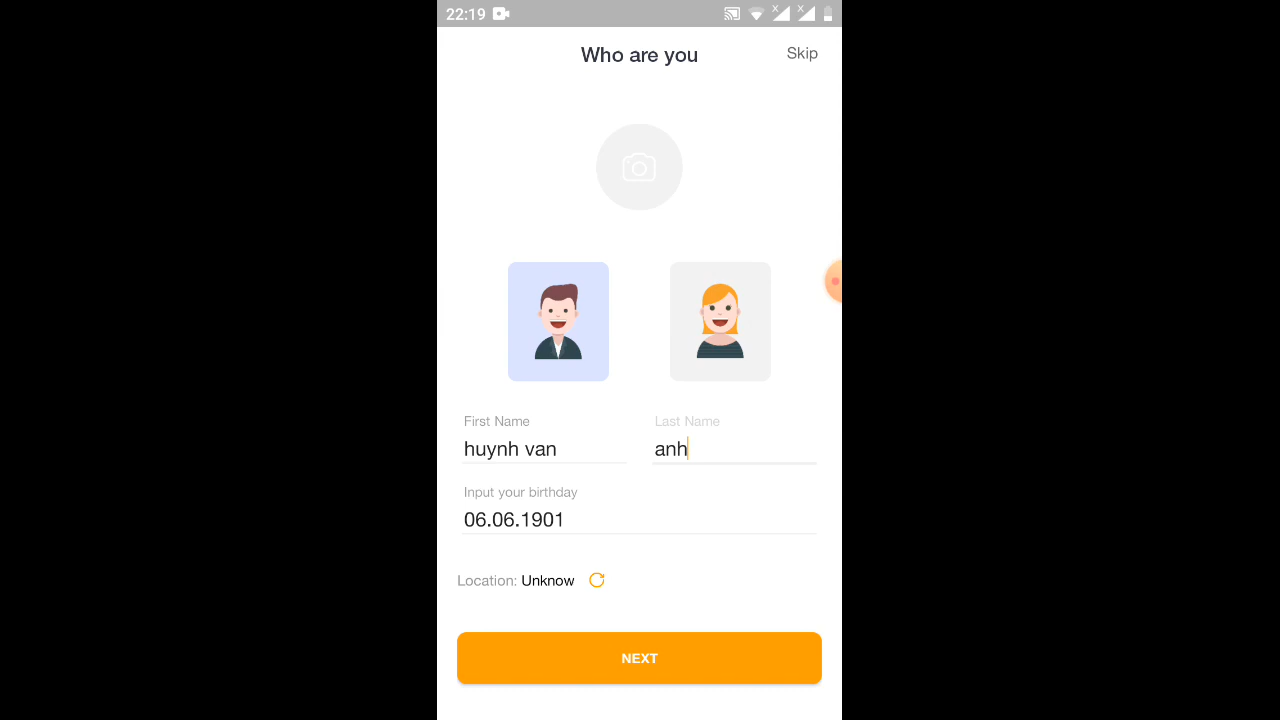 22:19
Who are you
Skip
First Name
Last Name
huynh van
anh
Input your birthday
06.06.1901
Location: Unknow
NEXT